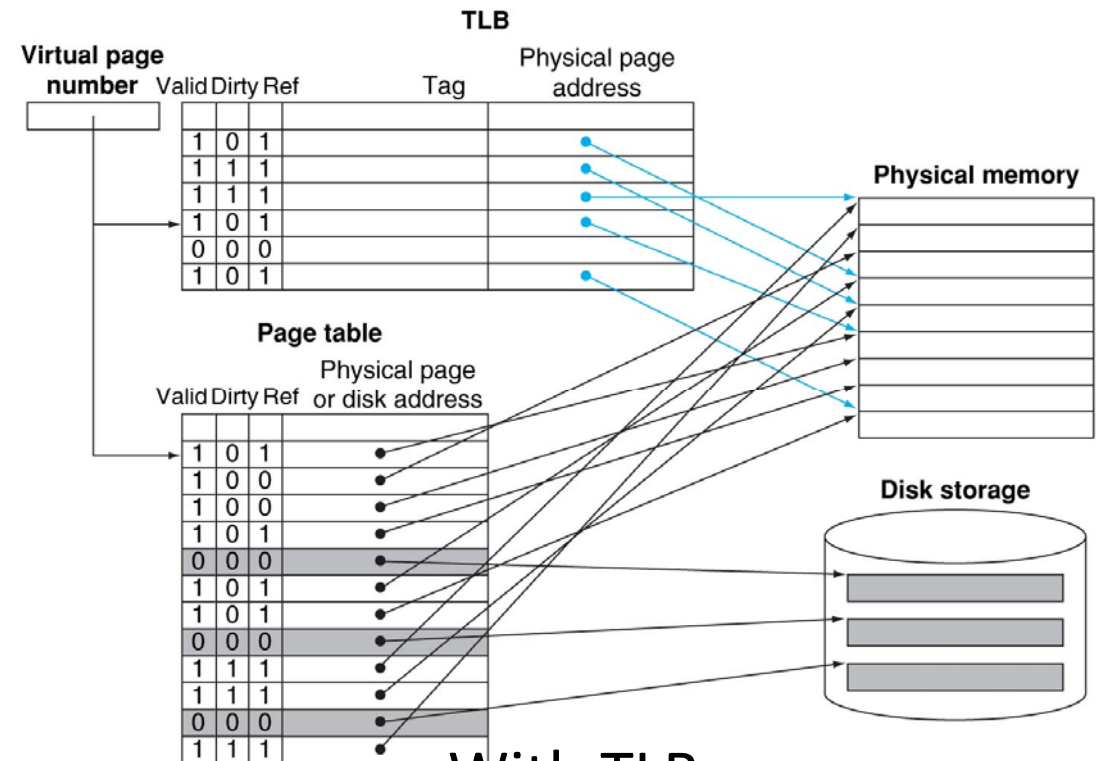 TLB
Virtual page
number
Valid Dirty Ref
Tag
Physical page
address
1 0 1
1 1 1
1 1 1
1 0 1
0 0 0
1 0 1
Physical memory
Page table
Valid Dirty Ref
Physical page
or disk address
1 0 1
1 0 0
1 0 0
1 0 1
0 0 0
1 0 1
1 0 1
0 0 0
1 1 1
1 1 1
0 0 0
1 1 1
Disk storage
With TLB